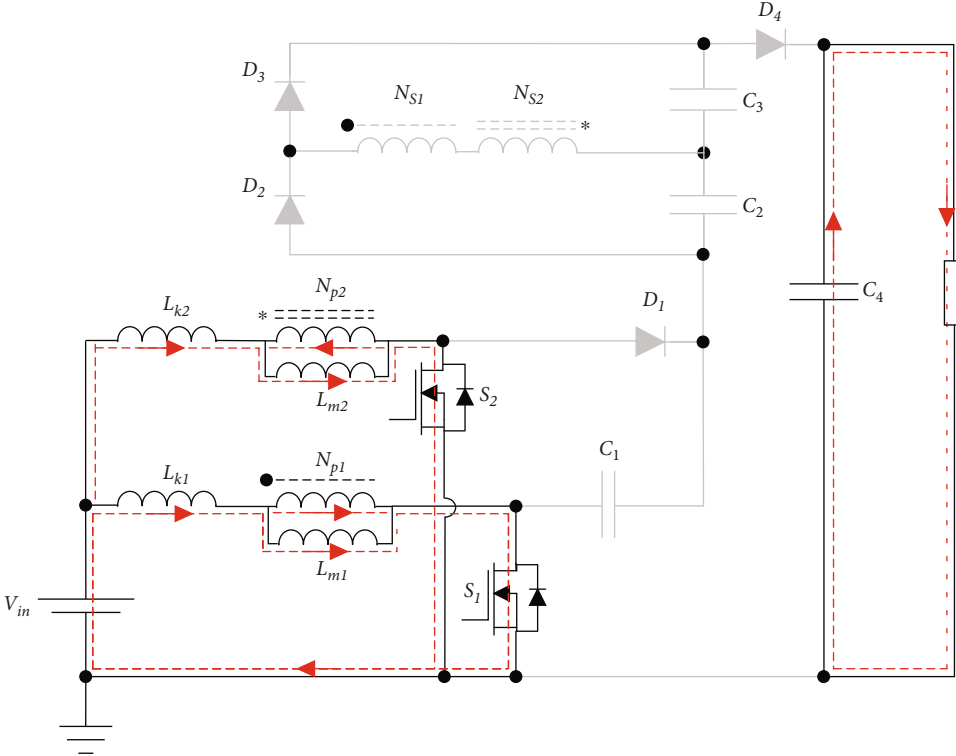 D4
D3
NS1
NS2
*
C3
D2
C2
Np2
*
Lk2
D1
C4
Lm2
S2
Np1
Lk1
C1
Lm1
S1
Vin